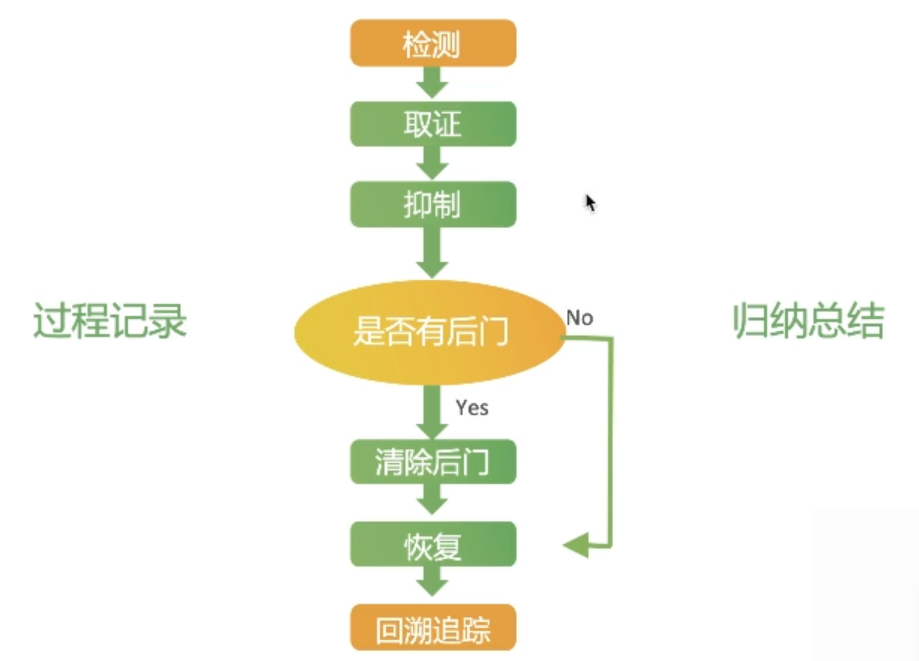 检测
取证
抑制
过程记录
是否有后门
No
归纳总结
Yes
清除后门
恢复
回溯追踪